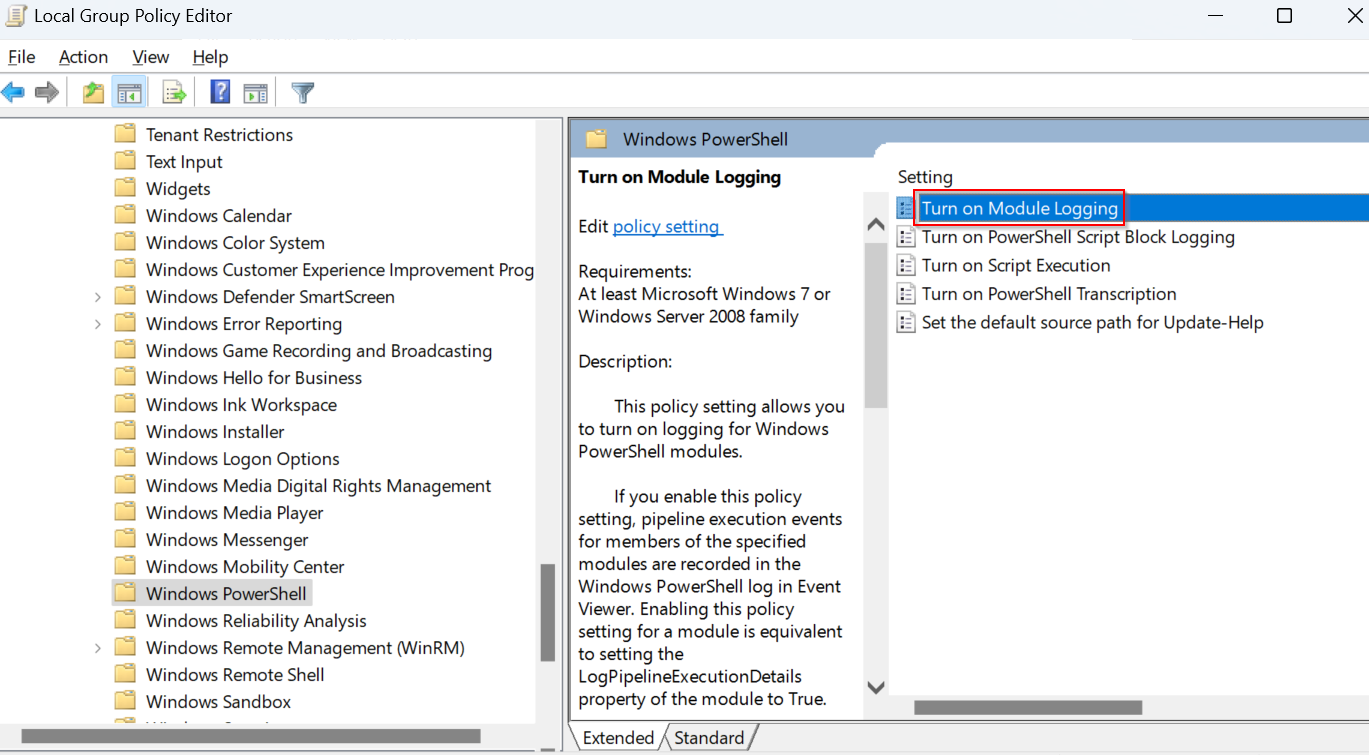 Local Group Policy Editor
File Action View Help
Tenant Restrictions
Text Input
Widgets
Windows Calendar
Windows Color System
Windows Customer Experience Improvement Prog
Windows Defender SmartScreen
Windows Error Reporting
Windows Game Recording and Broadcasting
Windows Hello for Business
Windows Ink Workspace
Windows Installer
Windows Logon Options
Windows Media Digital Rights Management
Windows Media Player
Windows Messenger
Windows Mobility Center
Windows PowerShell
Windows Reliability Analysis
Windows Remote Management (WinRM)
Windows Remote Shell
Windows Sandbox
Windows PowerShell
Turn on Module Logging
Edit policy setting
Requirements:
At least Microsoft Windows 7 or
Windows Server 2008 family
Description:
This policy setting allows you
to turn on logging for Windows
PowerShell modules.
If you enable this policy
setting, pipeline execution events
for members of the specified
modules are recorded in the
Windows PowerShell log in Event
Viewer. Enabling this policy
setting for a module is equivalent
to setting the
LogPipelineExecutionDetails
property of the module to True.
Setting
Turn on Module Logging
Turn on PowerShell Script Block Logging
Turn on Script Execution
Turn on PowerShell Transcription
Set the default source path for Update-Help
Extended Standard